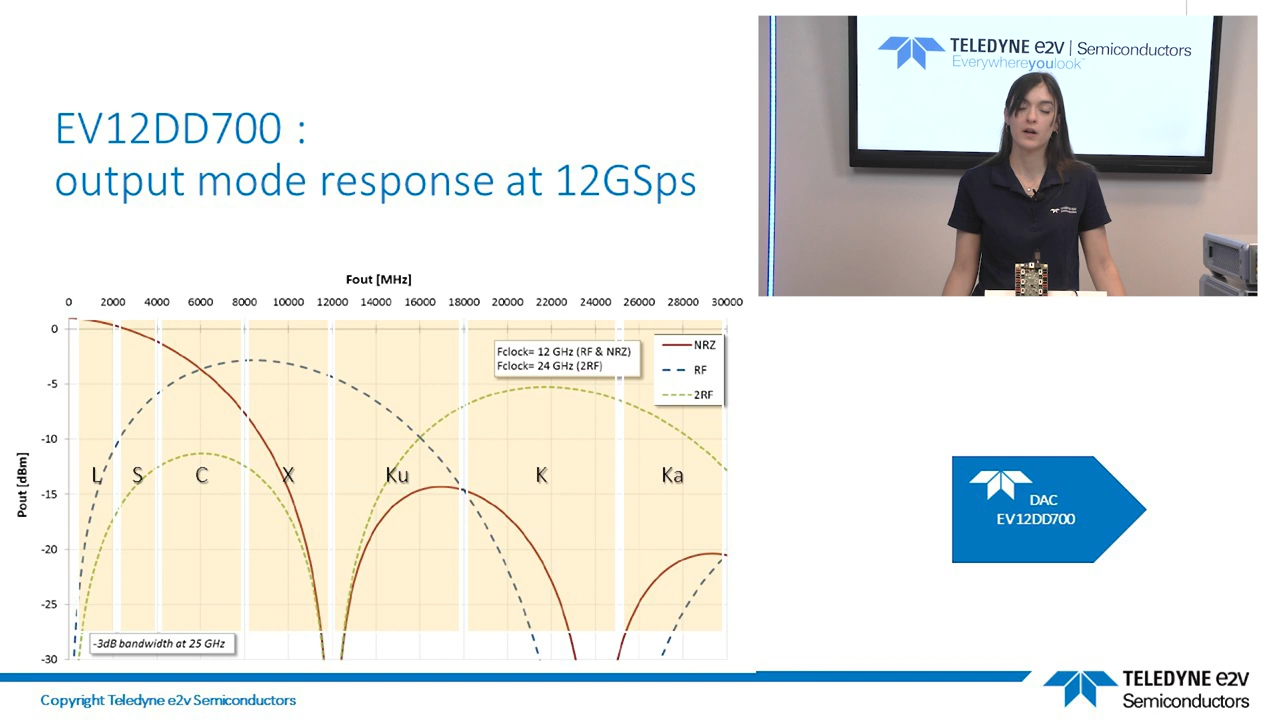 EV12DD700 :
output mode response at 12GSps
TELEDYNE e2v | Semiconductors
Everywhereyoulook™
Fout [MHz]
0 2000 4000 6000 8000 10000 12000 14000 16000 18000 20000 22000 24000 26000 28000 30000
Pout [dBm]
0
-5
-10
-15
-20
-25
-30
Fclock= 12 GHz (RF & NRZ)
Fclock= 24 GHz (2RF)
NRZ
RF
2RF
L S C X Ku K Ka
-3dB bandwidth at 25 GHz
DAC
EV12DD700
Copyright Teledyne e2v Semiconductors
TELEDYNE e2v
Semiconductors